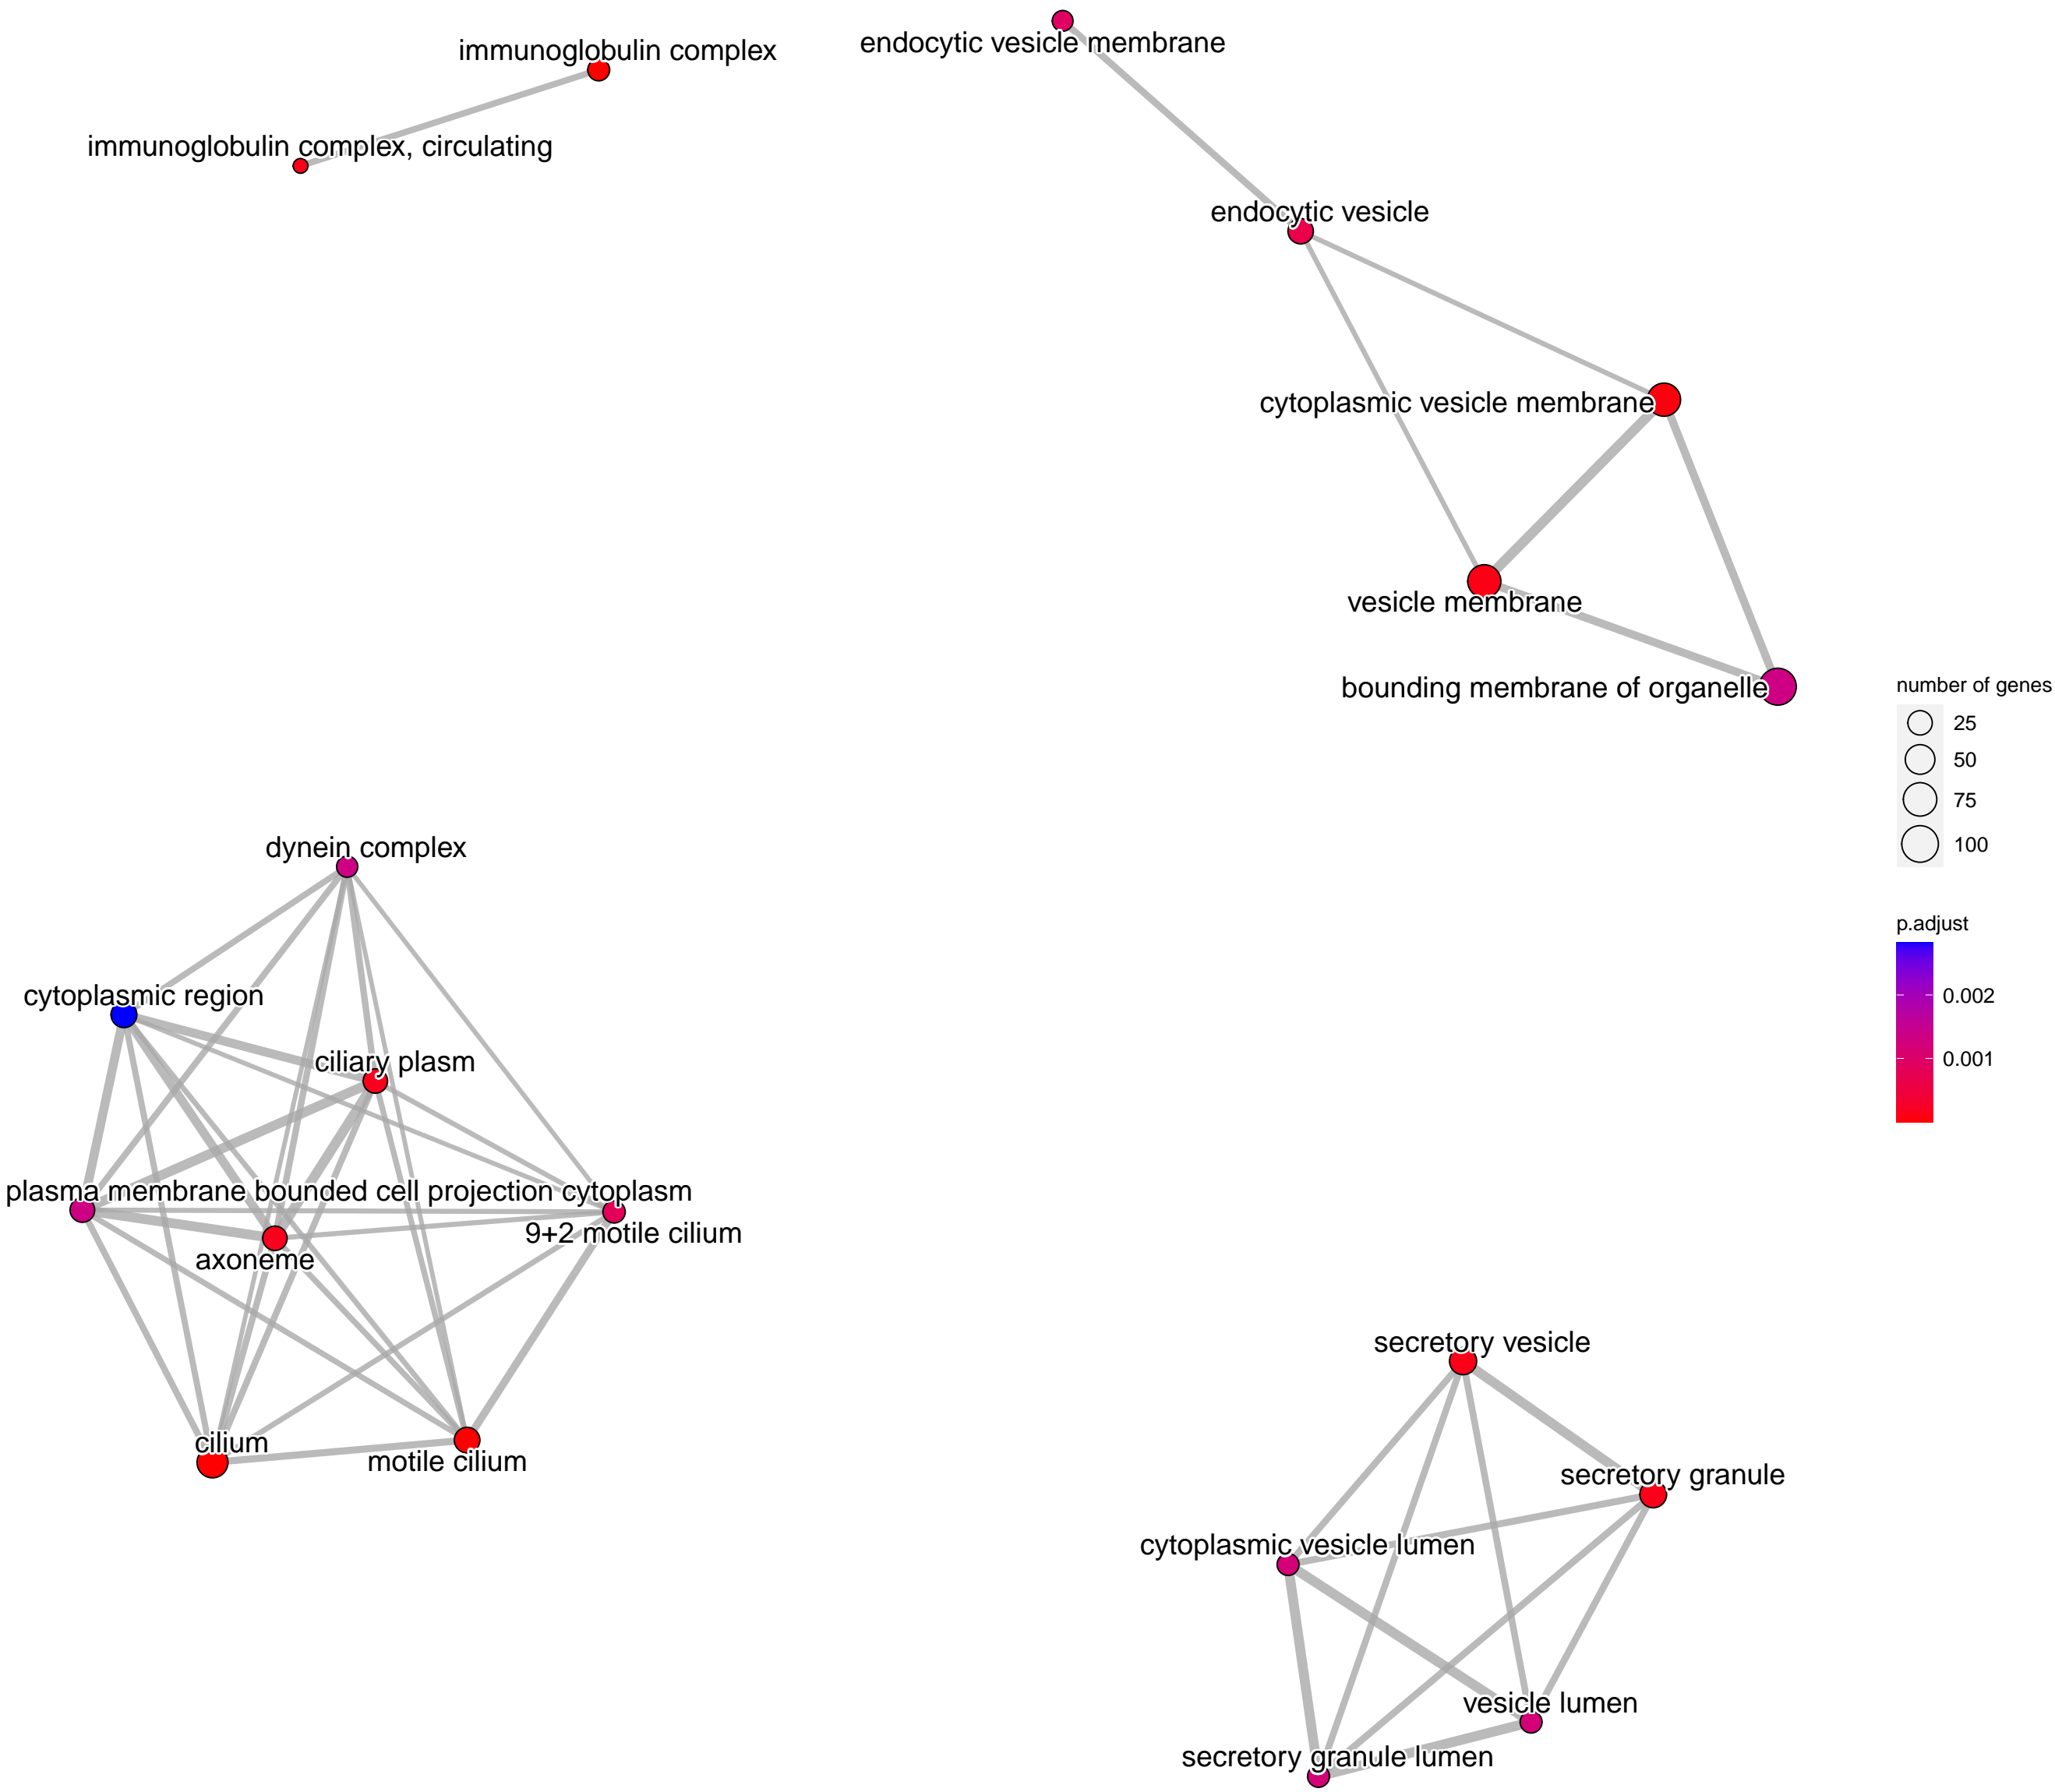 endocytic vesicle membrane
immunoglobulin complex
immunoglobulin complex, circulating
endocytic vesicle
cytoplasmic vesicle membrane
vesicle membrane
bounding membrane of organelle
number of genes
25
50
75
100
dynein complex
p.adjust
0.002
0.001
cytoplasmic region
ciliary plasm
plasma membrane bounded cell projection cytoplasm
9+2 motile cilium
axoneme
secretory vesicle
cilium
motile cilium
secretory granule
cytoplasmic vesicle lumen
vesicle lumen
secretory granule lumen